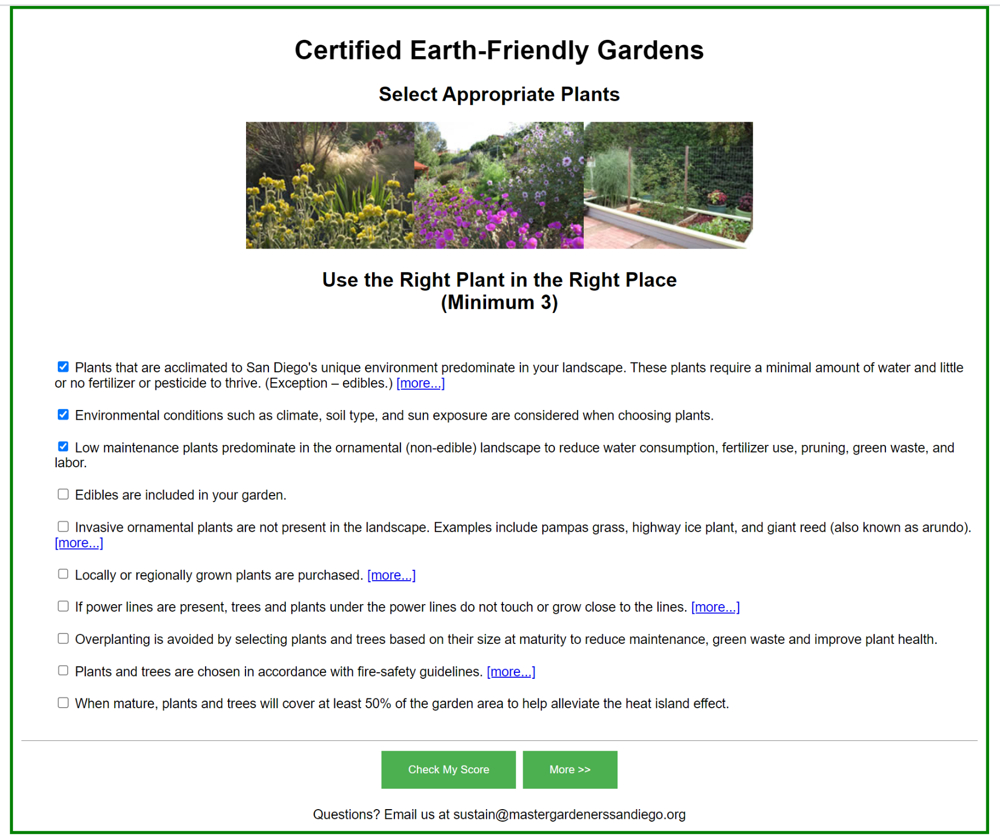 Certified Earth-Friendly Gardens
Select Appropriate Plants
Use the Right Plant in the Right Place
(Minimum 3)
Plants that are acclimated to San Diego's unique environment predominate in your landscape. These plants require a minimal amount of water and little
or no fertilizer or pesticide to thrive. (Exception – edibles.) [more...]
Environmental conditions such as climate, soil type, and sun exposure are considered when choosing plants.
Low maintenance plants predominate in the ornamental (non-edible) landscape to reduce water consumption, fertilizer use, pruning, green waste, and
labor.
Edibles are included in your garden.
Invasive ornamental plants are not present in the landscape. Examples include pampas grass, highway ice plant, and giant reed (also known as arundo).
[more...]
Locally or regionally grown plants are purchased. [more...]
If power lines are present, trees and plants under the power lines do not touch or grow close to the lines. [more...]
Overplanting is avoided by selecting plants and trees based on their size at maturity to reduce maintenance, green waste and improve plant health.
Plants and trees are chosen in accordance with fire-safety guidelines. [more...]
When mature, plants and trees will cover at least 50% of the garden area to help alleviate the heat island effect.
Check My Score
More >>
Questions? Email us at sustain@mastergardenerssandiego.org